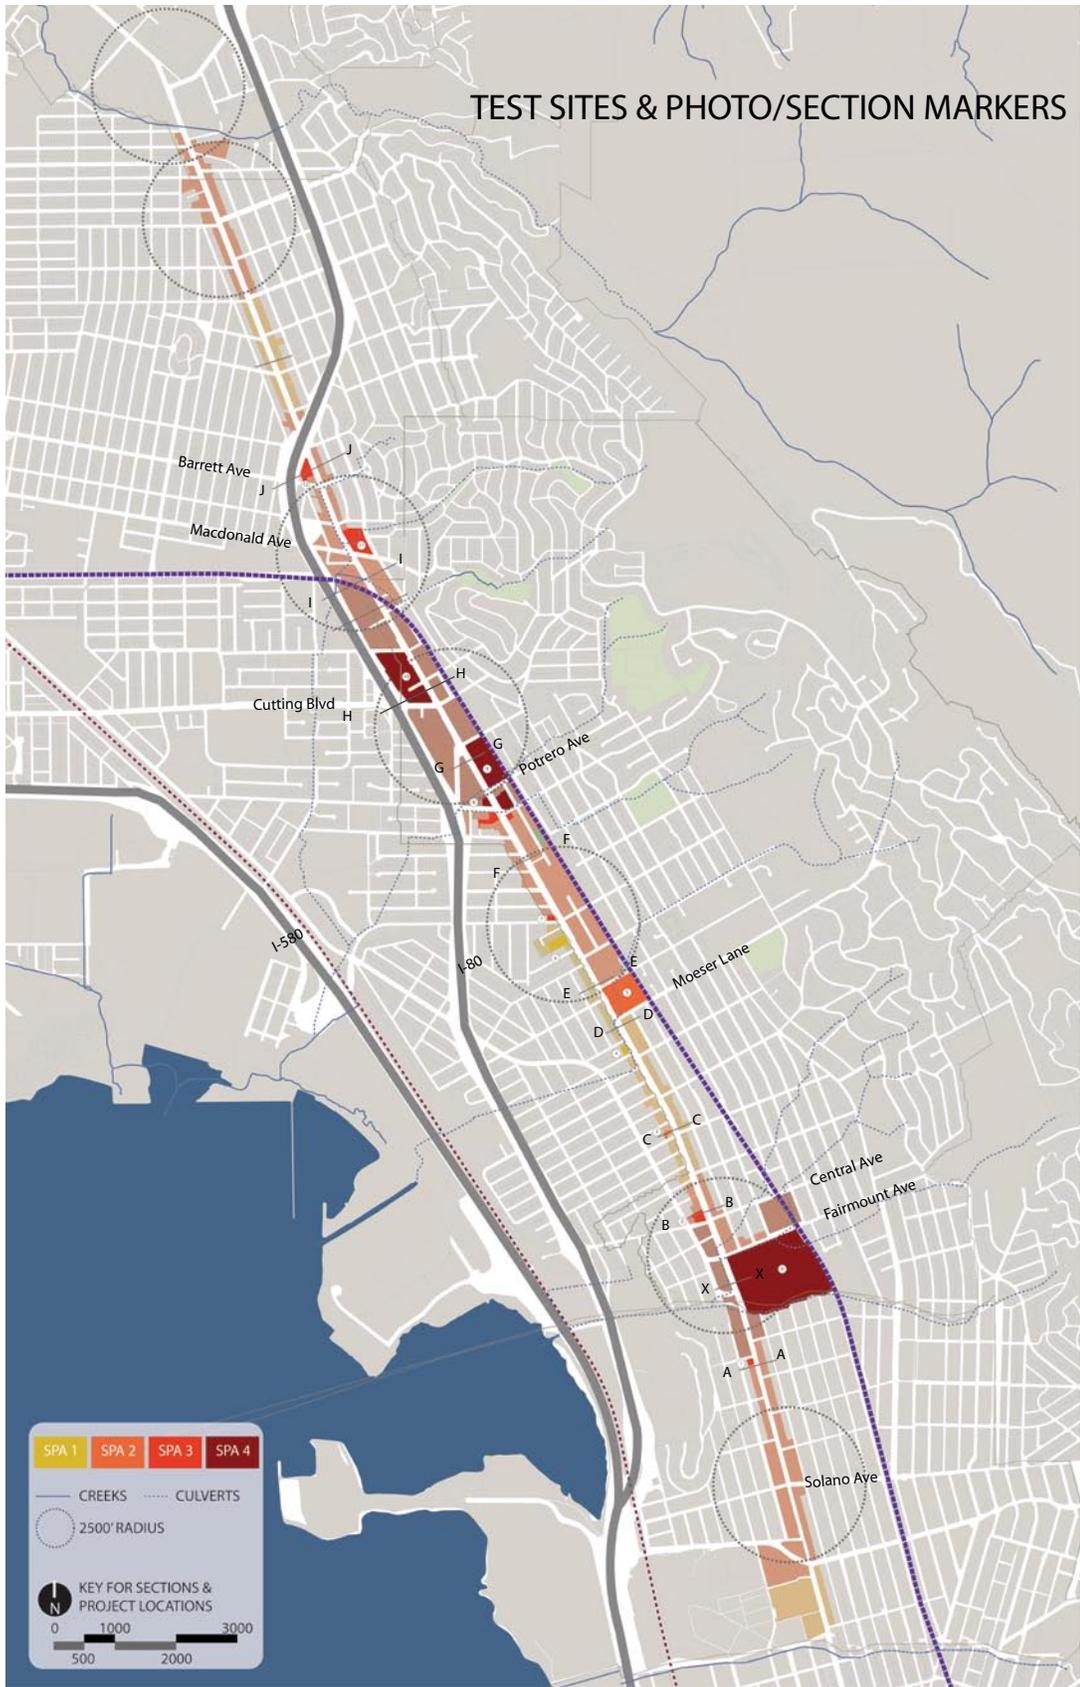 TEST SITES & PHOTO/SECTION MARKERS
J
Barrett Ave
J
Macdonald Ave
I
I
H
Cutting Blvd
H
G
Potrero Ave
G
F
F
I-580
I-80
E
Moeser Lane
E
D
D
C
C
Central Ave
Fairmount Ave
B
B
X
X
A
A
Solano Ave
SPA 1
SPA 2
SPA 3
SPA 4
CREEKS
CULVERTS
2500' RADIUS
N
KEY FOR SECTIONS &
PROJECT LOCATIONS
0 1000 3000
500 2000